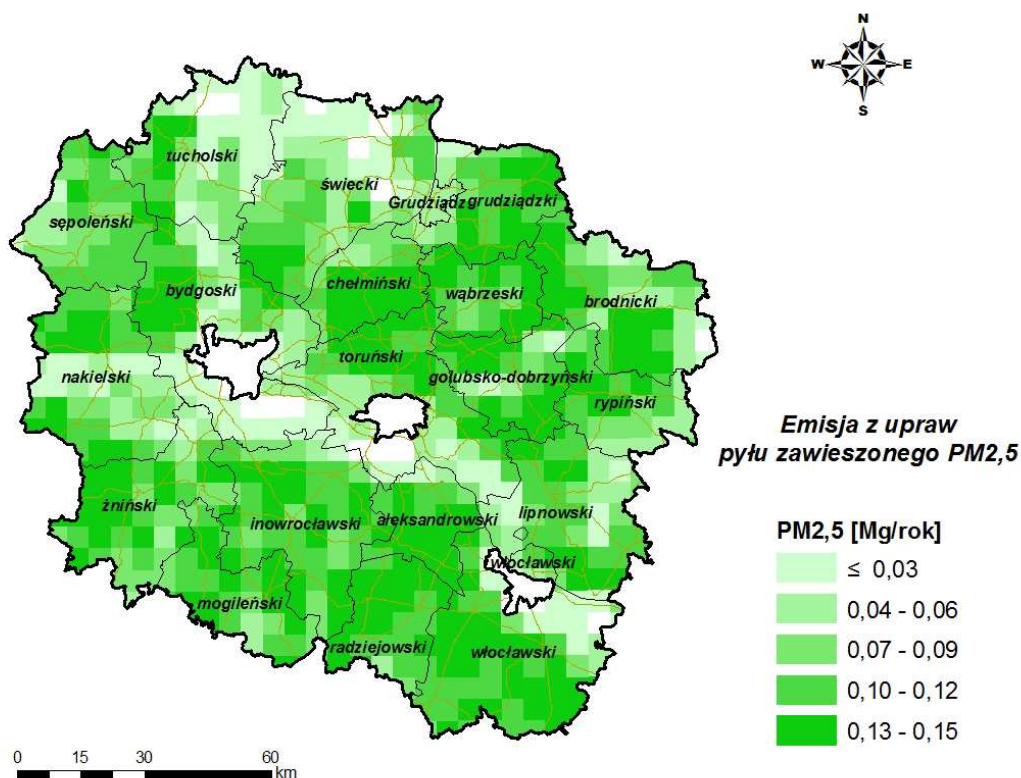 N
W E
S
tucholski
świecki
Grudziądz grudziądzki
sępoleński
chełmiński
bydgoski
wąbrzeski
brodnicki
toruński
nakielski
golubsko-dobrzyński
rypiński
Emisja z upraw
pyłu zawieszonego PM2,5
żniński
inowrocławski
aleksandrowski
lipnowski
PM2,5 [Mg/rok]
włocławski
≤ 0,03
mogileński
0,04 - 0,06
radziejowski
włocławski
0,07 - 0,09
0,10 - 0,12
0,13 - 0,15
0 15 30 60
km